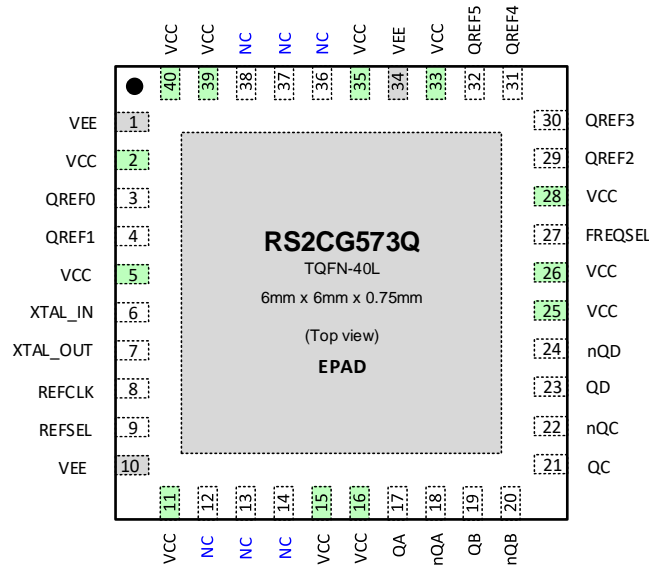 VCC VCC NC NC NC VCC VEE VCC QREF5 QREF4
40 39 38 37 36 35 34 33 32 31
VEE 1
VCC 2
QREF0 3
QREF1 4
VCC 5
XTAL_IN 6
XTAL_OUT 7
REFCLK 8
REFSEL 9
VEE 10
RS2CG573Q
TQFN-40L
6mm x 6mm x 0.75mm
(Top view)
EPAD
30 QREF3
29 QREF2
28 VCC
27 FREQSEL
26 VCC
25 VCC
24 nQD
23 QD
22 nQC
21 QC
11 12 13 14 15 16 17 18 19 20
VCC NC NC NC VCC VCC QA nQA QB nQB